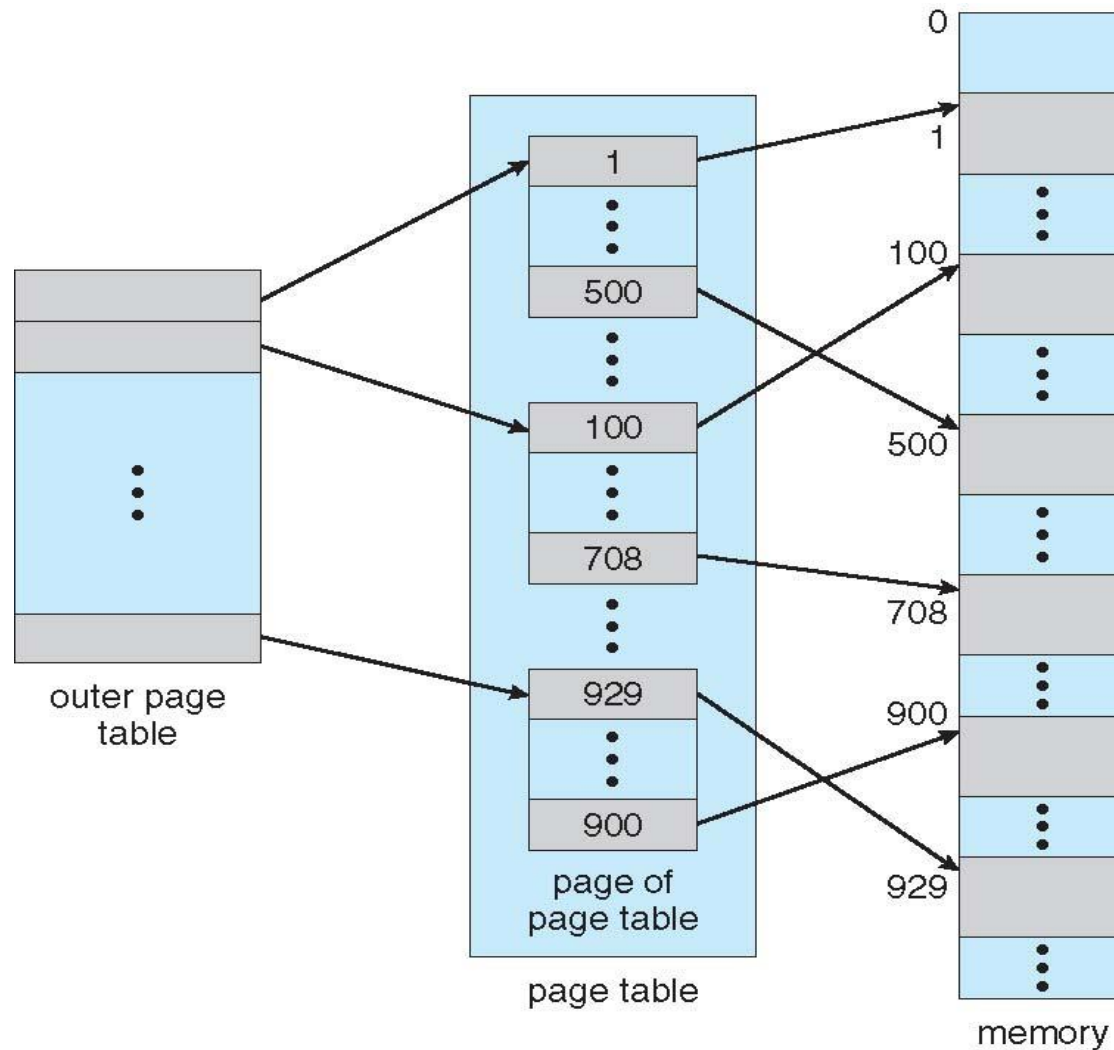 outer page
table
1
500
100
708
929
900
page of
page table
page table
0
1
100
500
708
900
929
memory